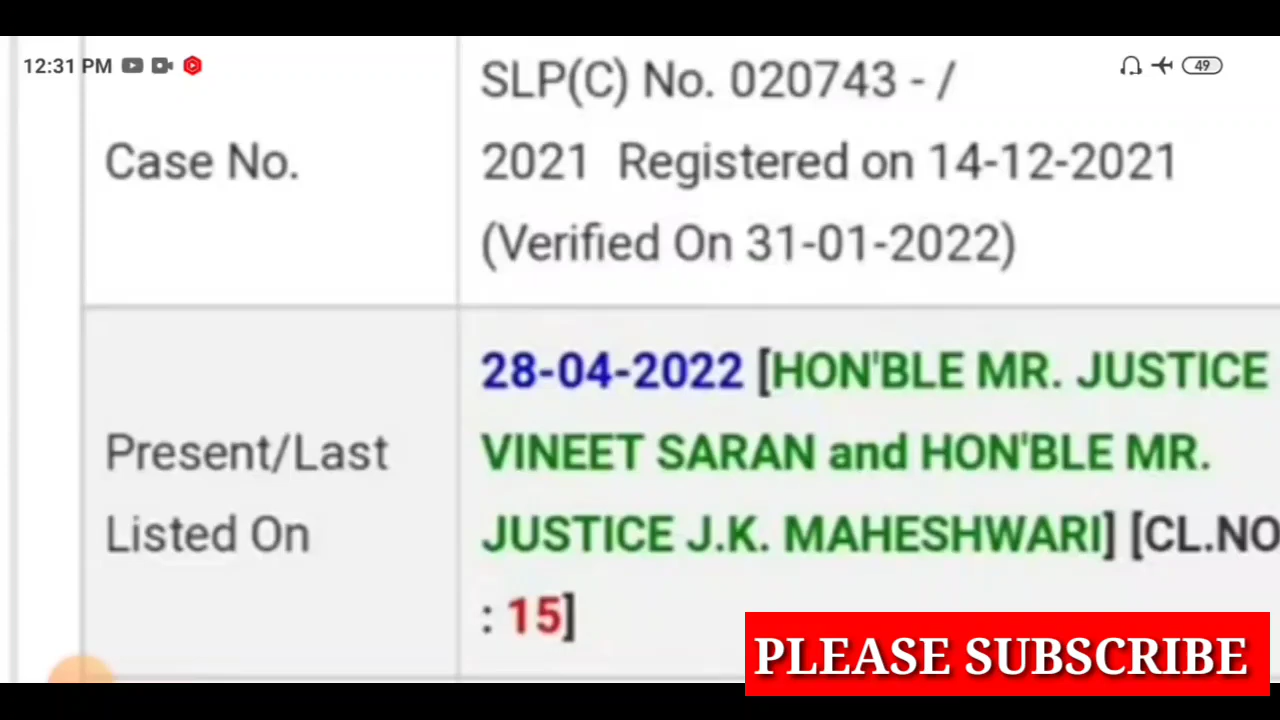 12:31 PM
49
SLP(C) No. 020743 - /
Case No.
2021 Registered on 14-12-2021
(Verified On 31-01-2022)
28-04-2022 [HON'BLE MR. JUSTICE
Present/Last
VINEET SARAN and HON'BLE MR.
Listed On
JUSTICE J.K. MAHESHWARI] [CL.NO
: 15]
PLEASE SUBSCRIBE